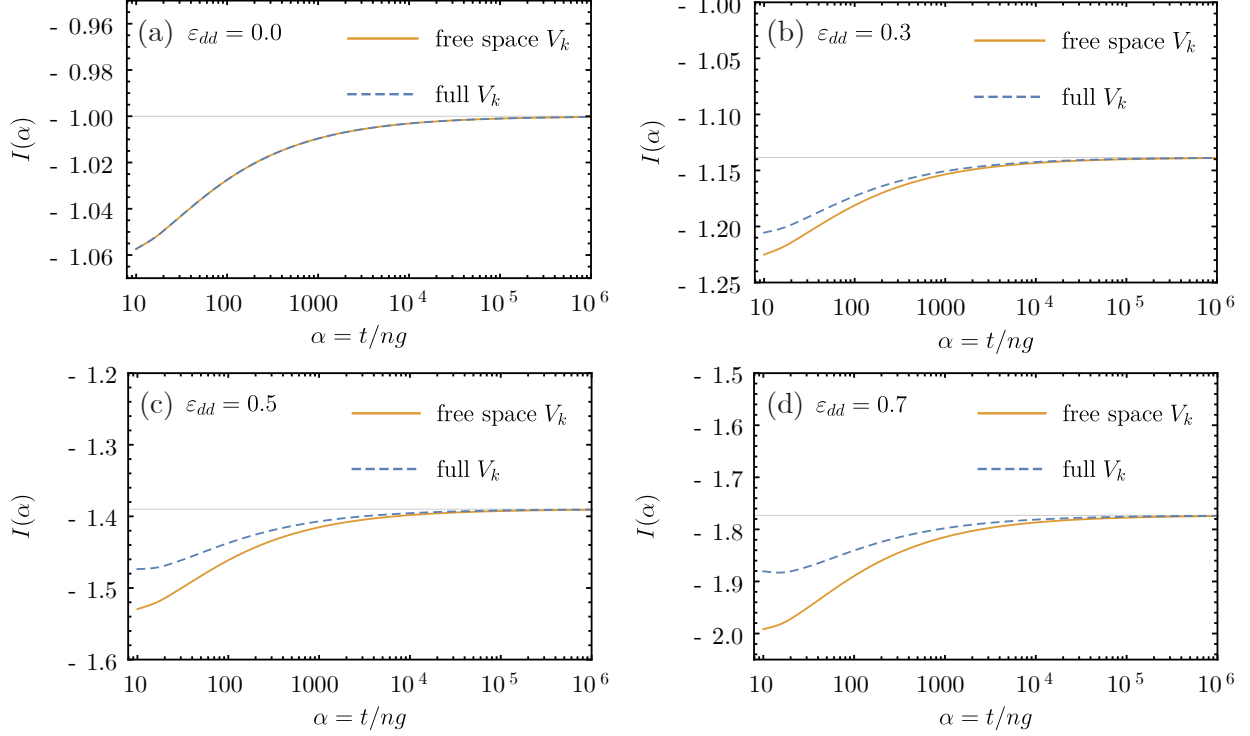 (a) εdd = 0.0
free space Vk
full Vk
I(α)
- 0.96
- 0.98
- 1.00
- 1.02
- 1.04
- 1.06
10 100 1000 10^4 10^5 10^6
α = t/ng
(b) εdd = 0.3
free space Vk
full Vk
I(α)
- 1.00
- 1.05
- 1.10
- 1.15
- 1.20
- 1.25
10 100 1000 10^4 10^5 10^6
α = t/ng
(c) εdd = 0.5
free space Vk
full Vk
I(α)
- 1.2
- 1.3
- 1.4
- 1.5
- 1.6
10 100 1000 10^4 10^5 10^6
α = t/ng
(d) εdd = 0.7
free space Vk
full Vk
I(α)
- 1.5
- 1.6
- 1.7
- 1.8
- 1.9
- 2.0
10 100 1000 10^4 10^5 10^6
α = t/ng